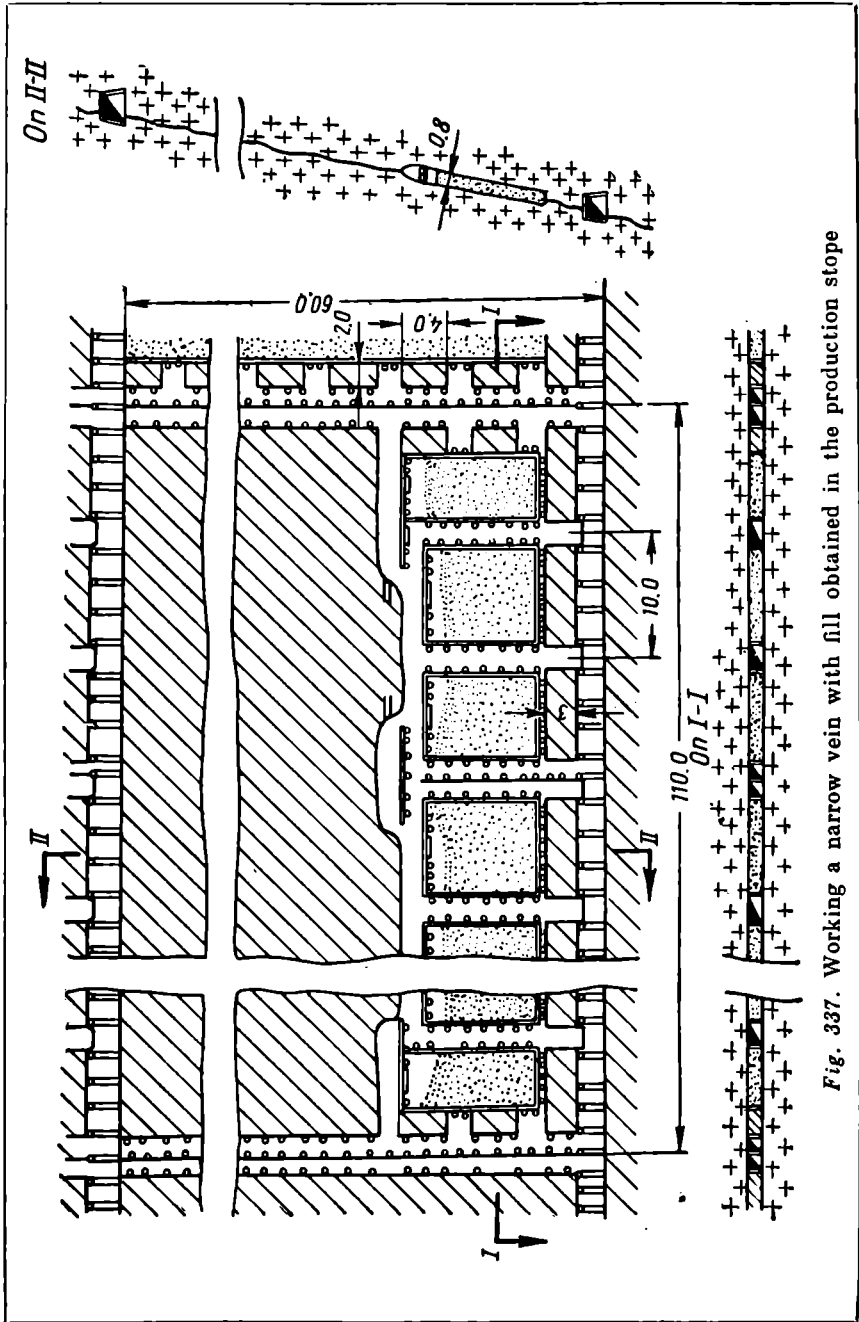 On II-II
0.8
60.0
2.0
4.0
I
II
II
10.0
3
110.0
I
On I-I
Fig. 337. Working a narrow vein with fill obtained in the production stope